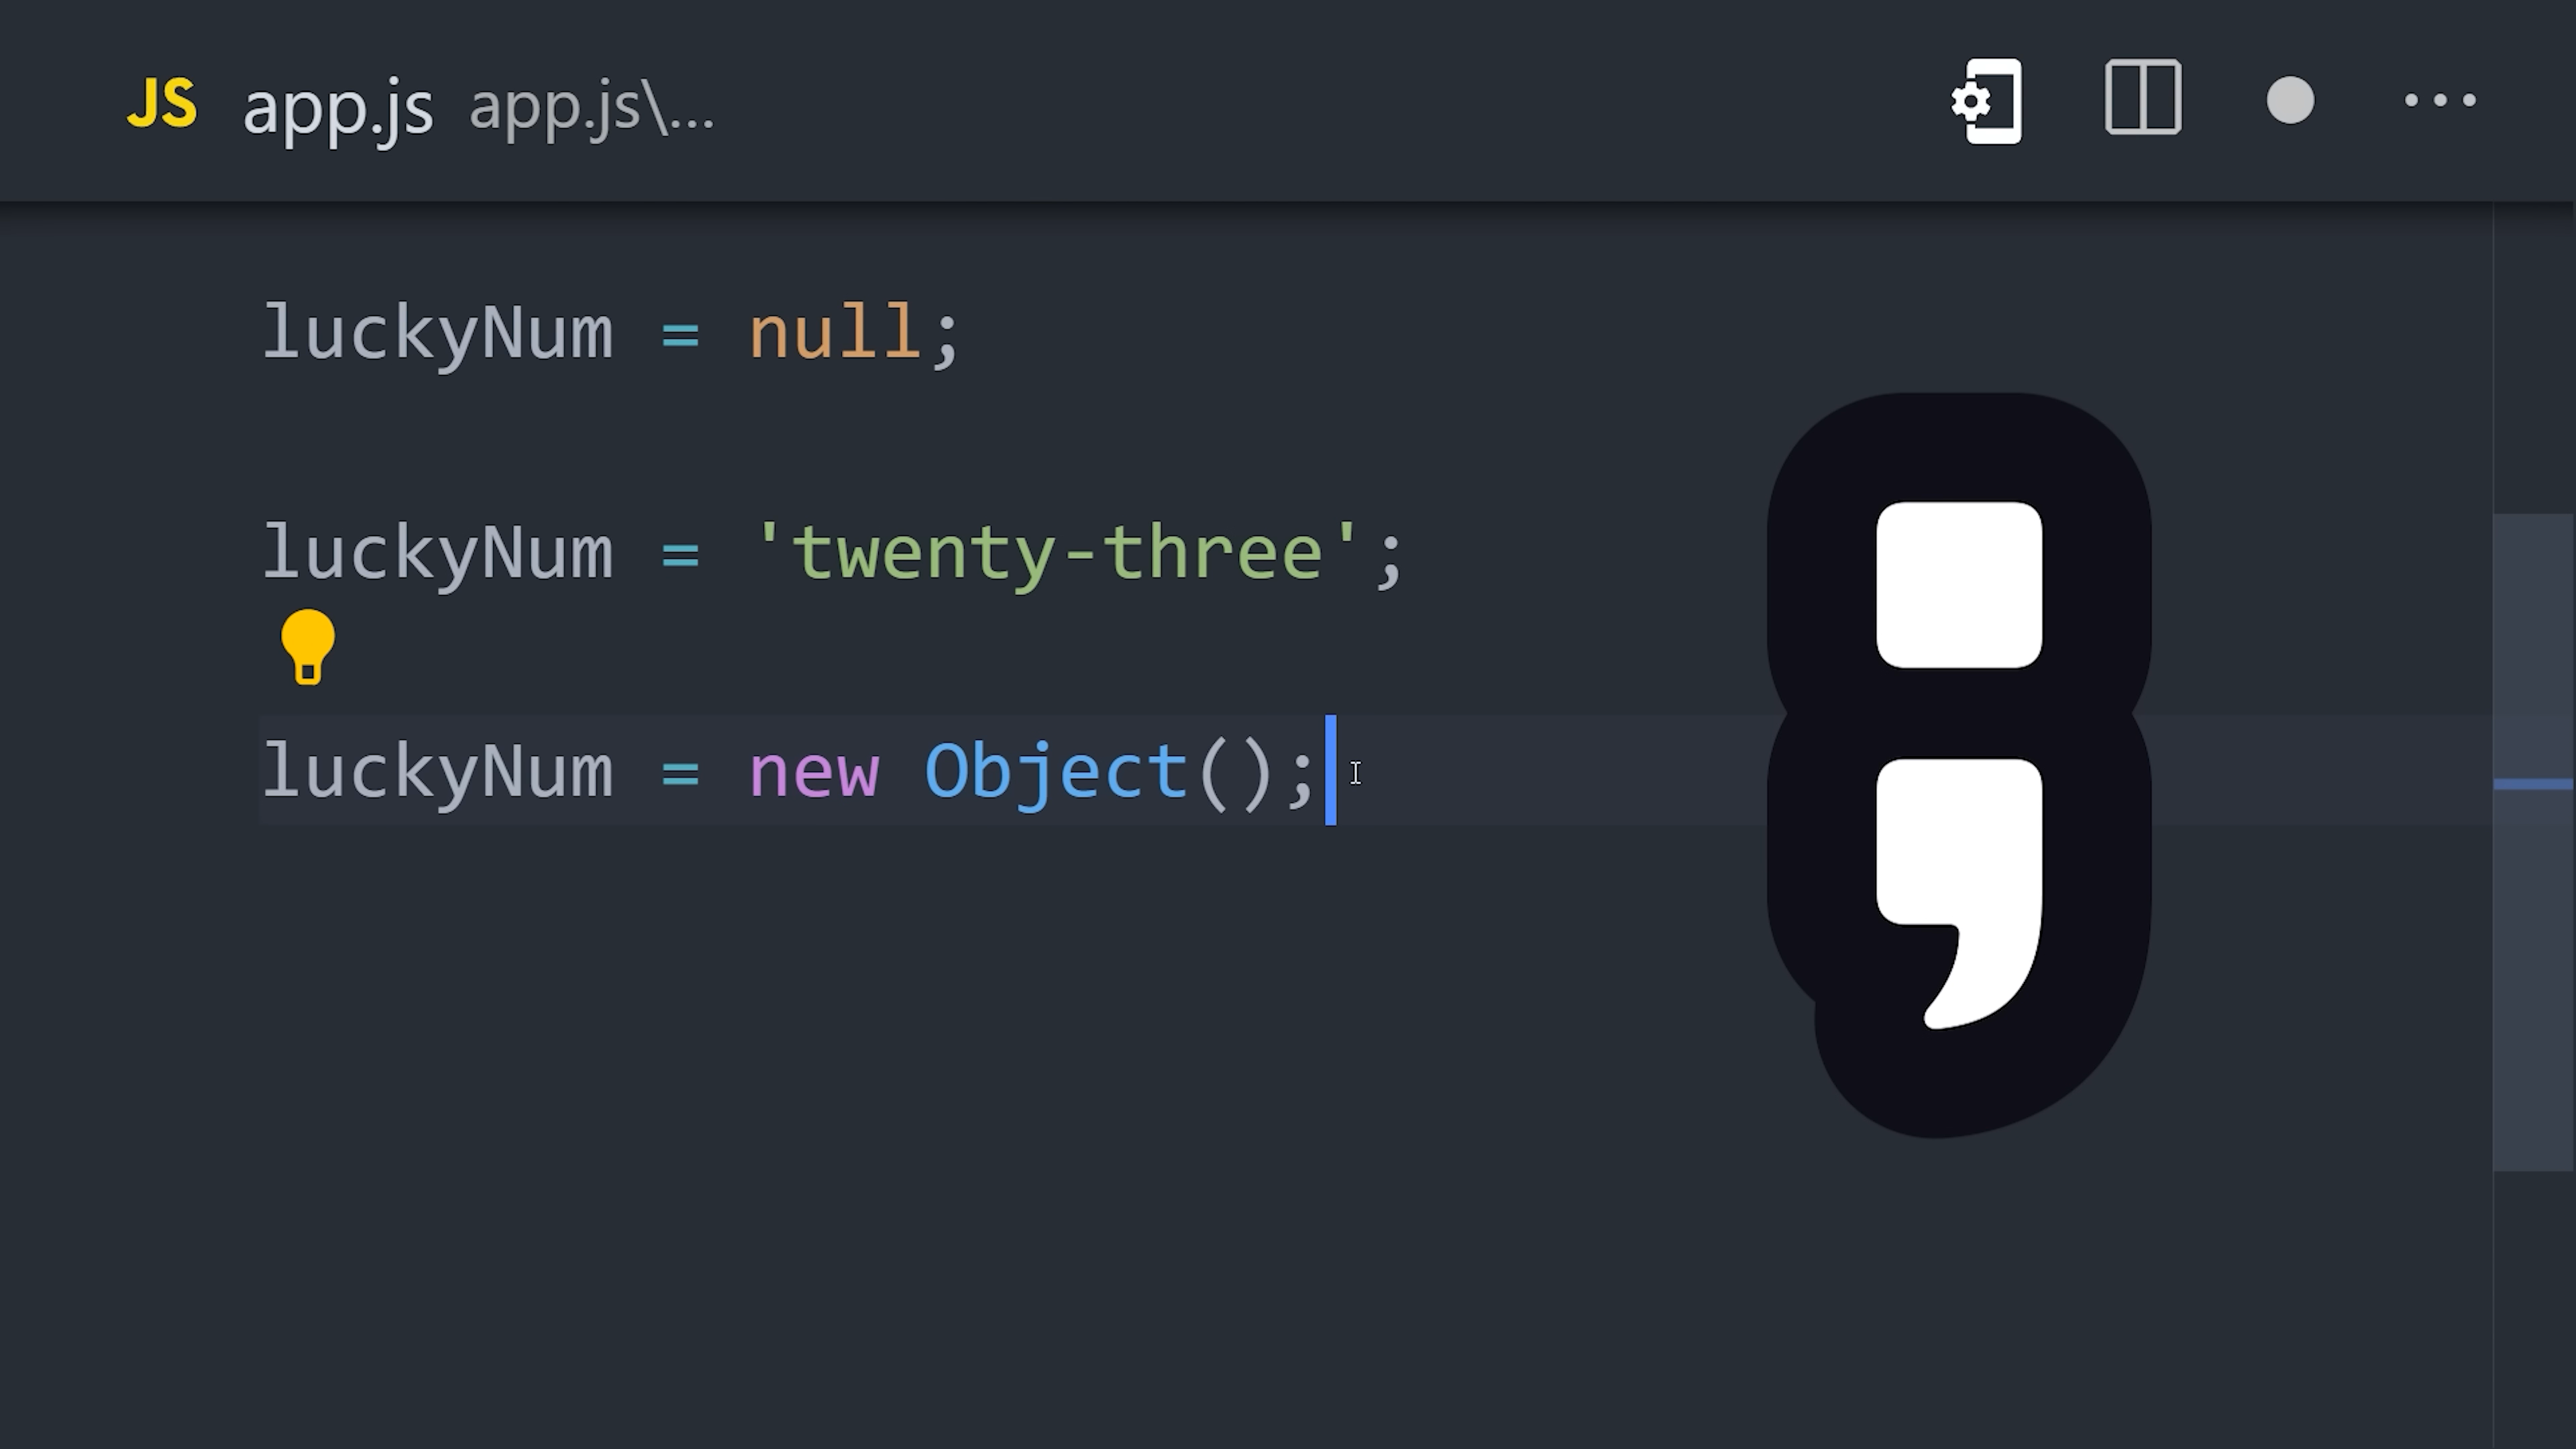 JS app.js app.js\...
luckyNum = null;
luckyNum = 'twenty-three';
luckyNum = new Object();
;